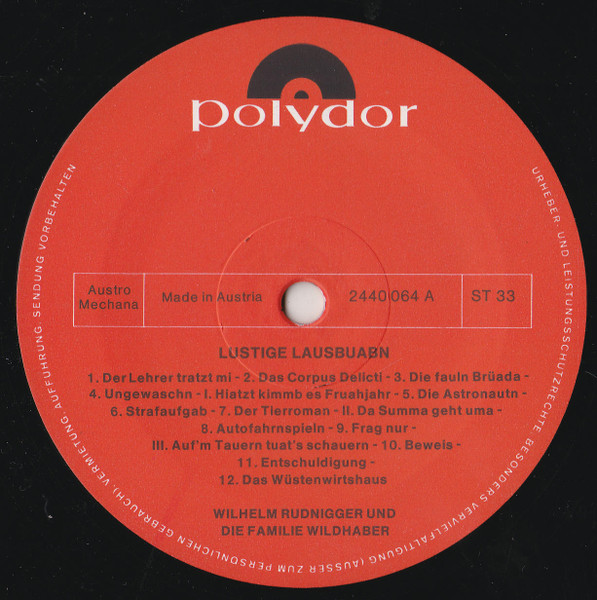 polydor
Austro
Mechana
Made in Austria
2440 064 A
ST 33
LUSTIGE LAUSBUABN
1. Der Lehrer tratzt mi - 2. Das Corpus Delicti - 3. Die fauln Brüada -
4. Ungewaschn - I. Hiatzt kimmb es Fruahjahr - 5. Die Astronautn -
6. Strafaufgab - 7. Der Tierroman - II. Da Summa geht uma -
8. Autofahrnspieln - 9. Frag nur -
III. Auf'm Tauern tuat's schauern - 10. Beweis -
11. Entschuldigung -
12. Das Wüstenwirtshaus
WILHELM RUDNIGGER UND
DIE FAMILIE WILDHABER
URHEBER- UND LEISTUNGSSCHUTZRECHTE, BESONDERS VERVIELFÄLTIGUNG (AUSSER ZUM PERSÖNLICHEN GEBRAUCH), VERMIETUNG, AUFFÜHRUNG, SENDUNG VORBEHALTEN